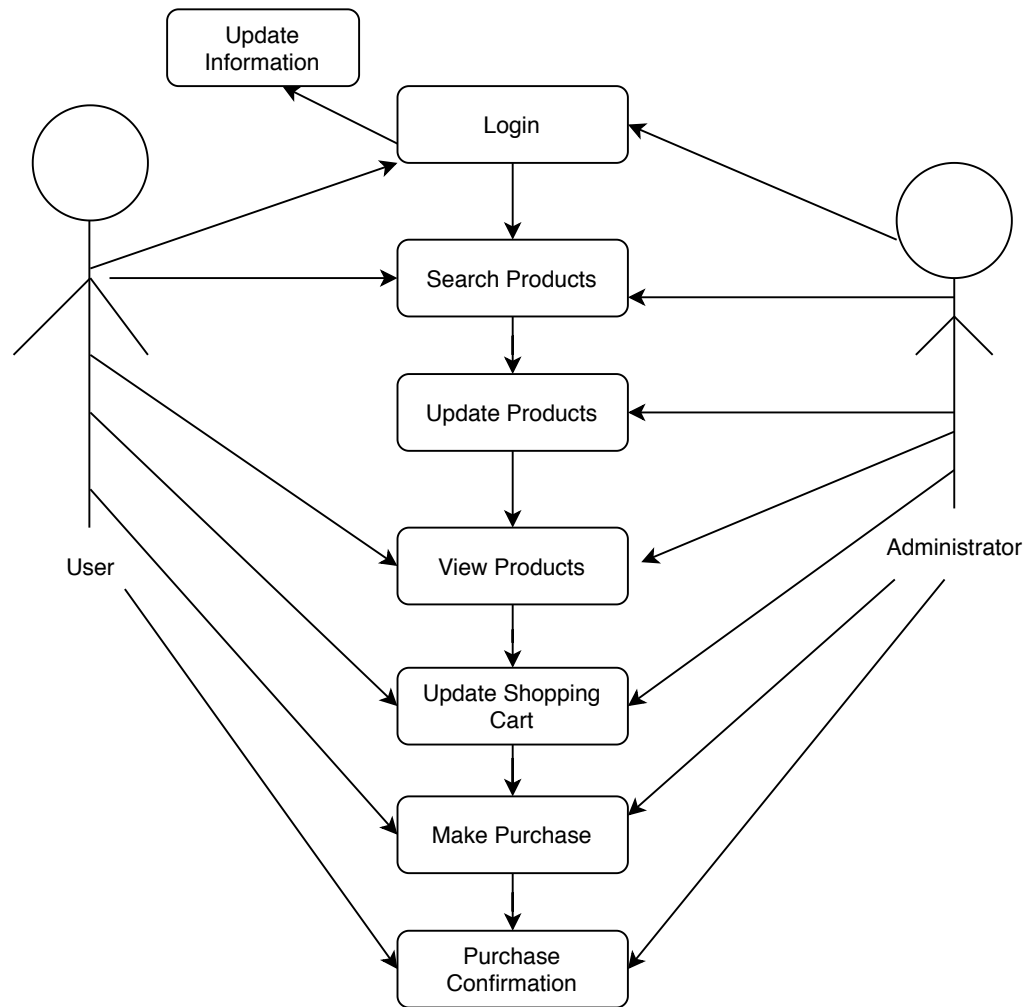 Update
Information
Login
Search Products
Update Products
View Products
User
Administrator
Update Shopping
Cart
Make Purchase
Purchase
Confirmation